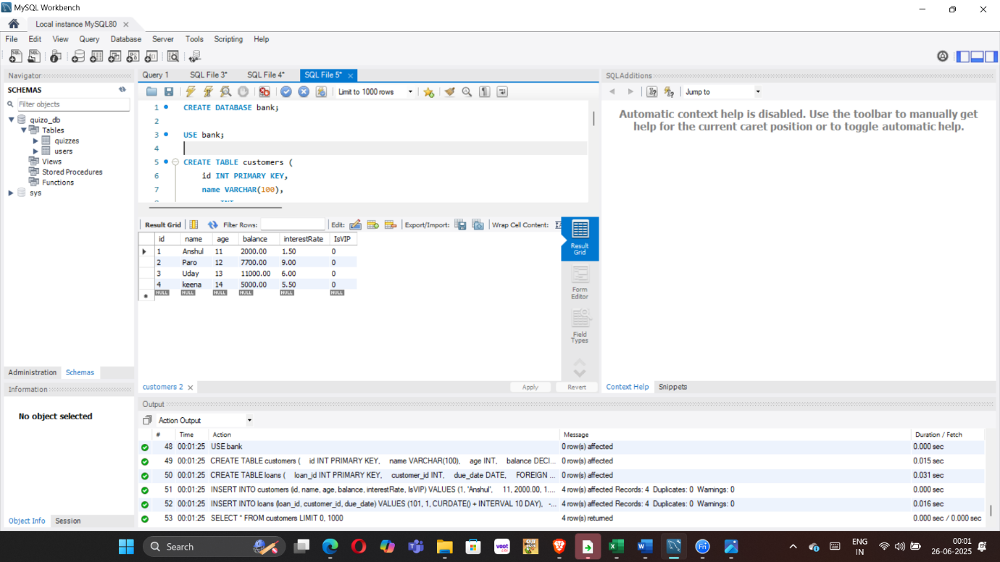 MySQL Workbench
Local instance MySQL80
File Edit View Query Database Server Tools Scripting Help
Navigator
SCHEMAS
Filter objects
quizo_db
Tables
quizzes
users
Views
Stored Procedures
Functions
sys
Administration Schemas
Information
No object selected
Object Info Session
Query 1 SQL File 3* SQL File 4* SQL File 5*
Limit to 1000 rows
1 CREATE DATABASE bank;
2
3 USE bank;
4
5 CREATE TABLE customers (
6 id INT PRIMARY KEY,
7 name VARCHAR(100),
Result Grid Filter Rows: Edit: Export/Import: Wrap Cell Content:
id name age balance interestRate IsVIP
1 Anshul 11 2000.00 1.50 0
2 Paro 12 7700.00 9.00 0
3 Uday 13 11000.00 6.00 0
4 keena 14 5000.00 5.50 0
NULL NULL NULL NULL NULL NULL
Result
Grid
Form
Editor
Field
Types
customers 2 Apply Revert
SQLAdditions
Jump to
Automatic context help is disabled. Use the toolbar to manually get
help for the current caret position or to toggle automatic help.
Context Help Snippets
Output
Action Output
# Time Action Message Duration / Fetch
48 00:01:25 USE bank 0 row(s) affected 0.000 sec
49 00:01:25 CREATE TABLE customers ( id INT PRIMARY KEY, name VARCHAR(100), age INT, balance DECI... 0 row(s) affected 0.015 sec
50 00:01:25 CREATE TABLE loans ( loan_id INT PRIMARY KEY, customer_id INT, due_date DATE, FOREIGN ... 0 row(s) affected 0.031 sec
51 00:01:25 INSERT INTO customers (id, name, age, balance, interestRate, IsVIP) VALUES (1, 'Anshul', 11, 2000.00, 1.... 4 row(s) affected Records: 4 Duplicates: 0 Warnings: 0 0.000 sec
52 00:01:25 INSERT INTO loans (loan_id, customer_id, due_date) VALUES (101, 1, CURDATE() + INTERVAL 10 DAY), -... 4 row(s) affected Records: 4 Duplicates: 0 Warnings: 0 0.016 sec
53 00:01:25 SELECT * FROM customers LIMIT 0, 1000 4 row(s) returned 0.000 sec / 0.000 sec
Search
ENG
IN
00:01
26-06-2025